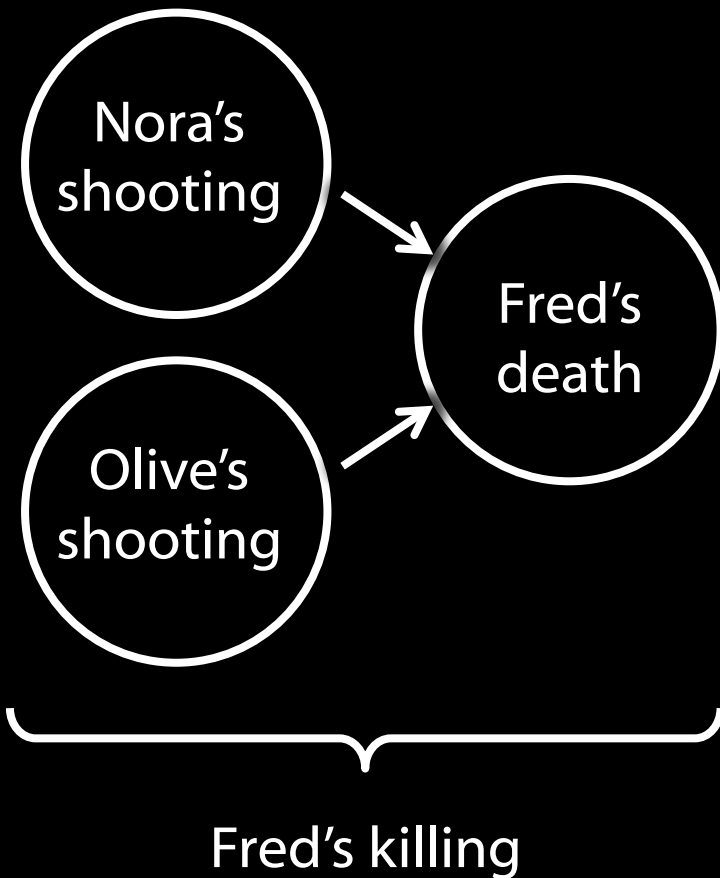 Nora’s
shooting
Fred’s
death
Olive’s
shooting
Fred’s killing